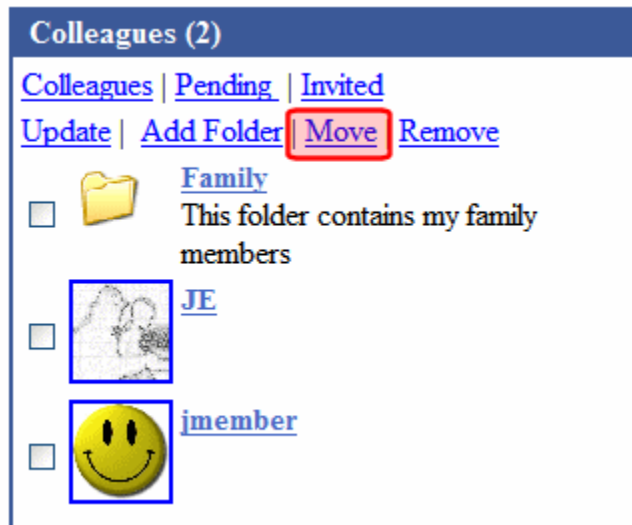 Colleagues (2)
Colleagues | Pending | Invited
Update | Add Folder | Move Remove
Family
This folder contains my family
members
JE
jmember